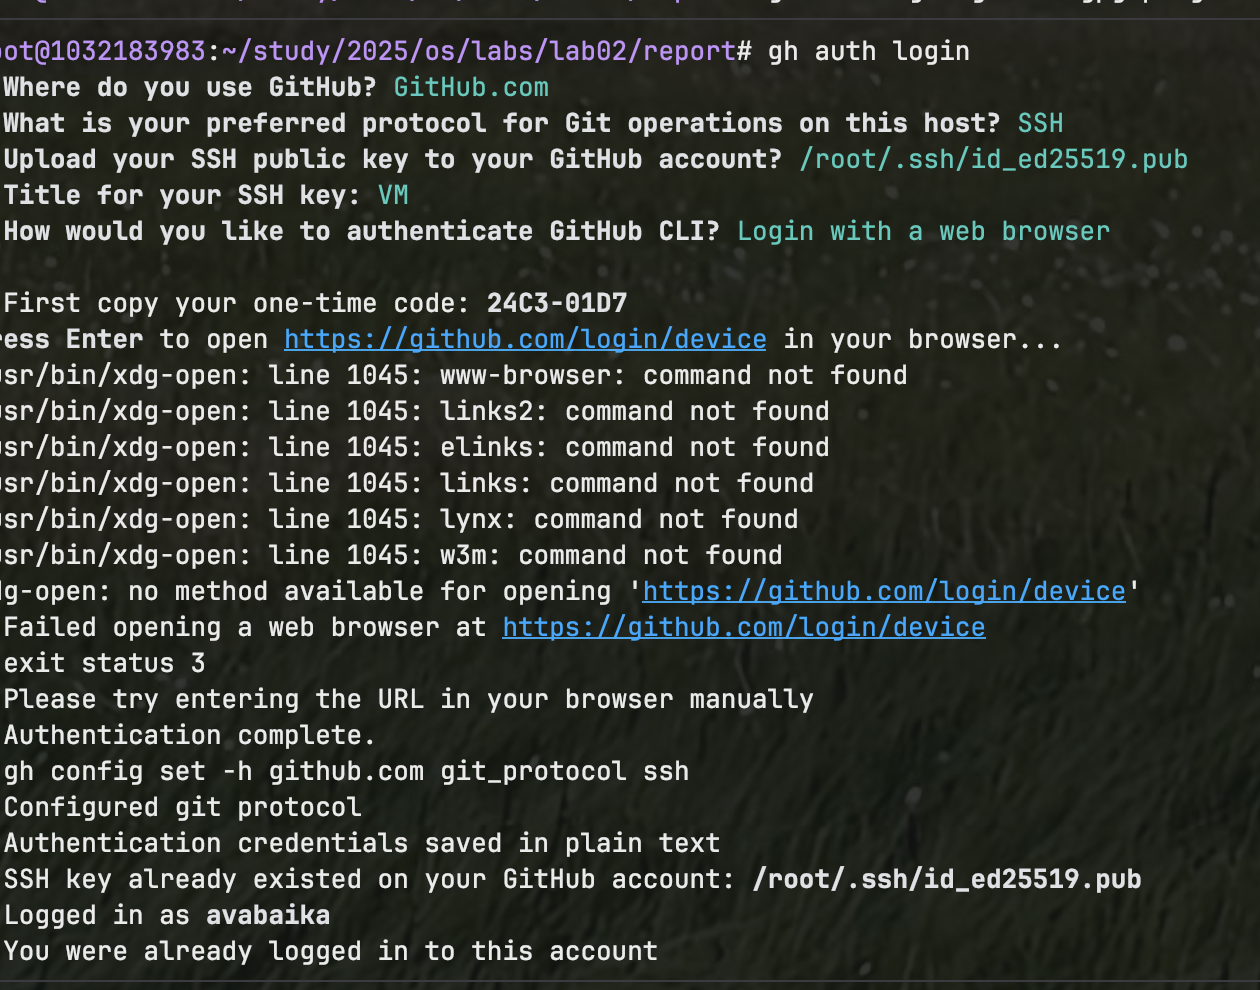 oot@1032183983:~/study/2025/os/labs/lab02/report# gh auth login
Where do you use GitHub? GitHub.com
What is your preferred protocol for Git operations on this host? SSH
Upload your SSH public key to your GitHub account? /root/.ssh/id_ed25519.pub
Title for your SSH key: VM
How would you like to authenticate GitHub CLI? Login with a web browser
First copy your one-time code: 24C3-01D7
ress Enter to open https://github.com/login/device in your browser...
usr/bin/xdg-open: line 1045: www-browser: command not found
usr/bin/xdg-open: line 1045: links2: command not found
usr/bin/xdg-open: line 1045: elinks: command not found
usr/bin/xdg-open: line 1045: links: command not found
usr/bin/xdg-open: line 1045: lynx: command not found
usr/bin/xdg-open: line 1045: w3m: command not found
dg-open: no method available for opening 'https://github.com/login/device'
Failed opening a web browser at https://github.com/login/device
exit status 3
Please try entering the URL in your browser manually
Authentication complete.
gh config set -h github.com git_protocol ssh
Configured git protocol
Authentication credentials saved in plain text
SSH key already existed on your GitHub account: /root/.ssh/id_ed25519.pub
Logged in as avabaika
You were already logged in to this account